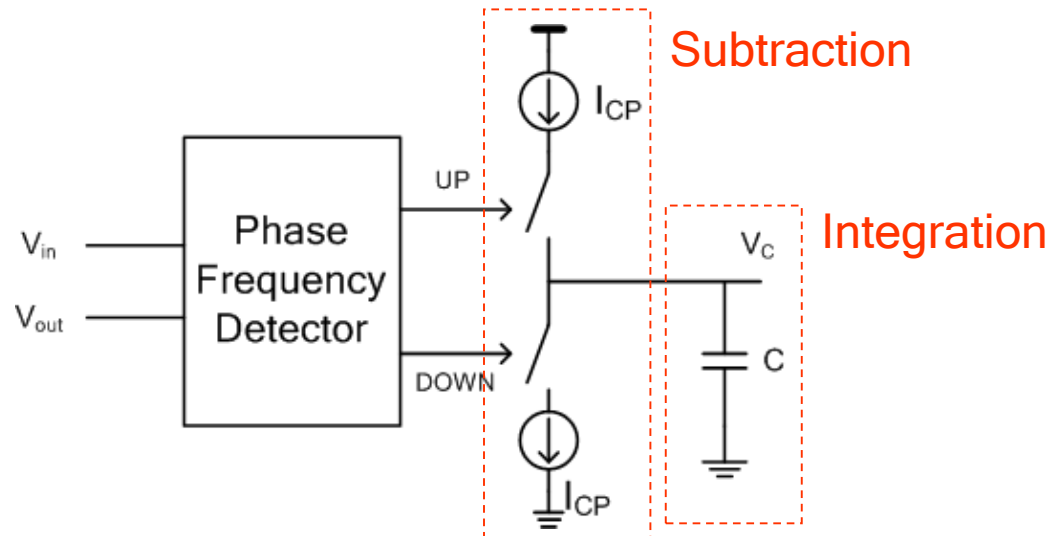 Subtraction
I_CP
UP
Phase
Frequency
Detector
V_in
V_out
Integration
V_C
C
DOWN
I_CP